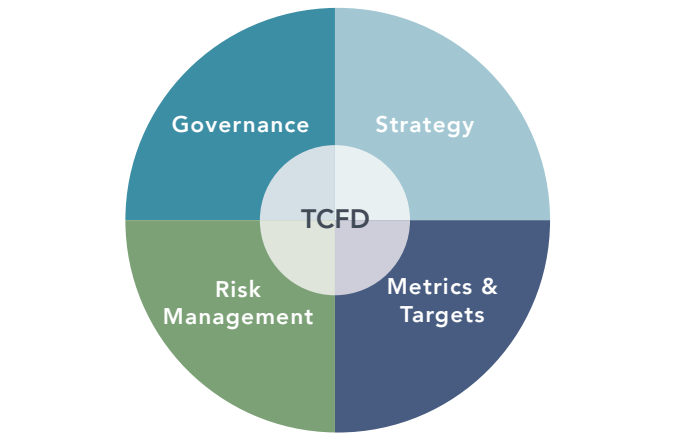 Governance
Strategy
TCFD
Risk
Management
Metrics &
Targets